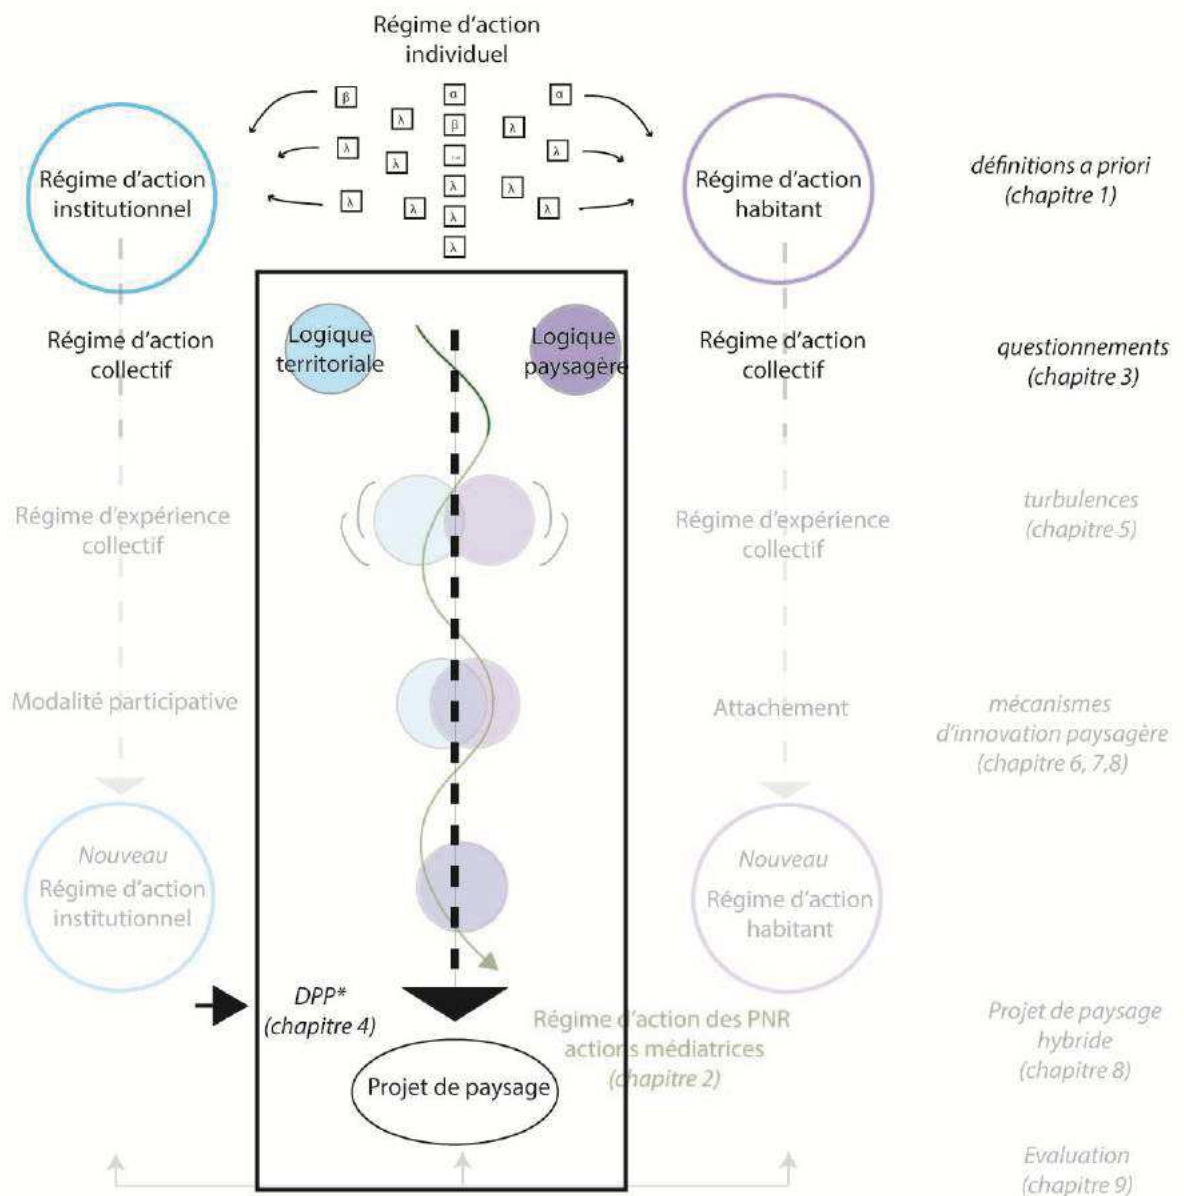 Régime d'action
individuel
β
α
α
λ
β
λ
λ
λ
λ
λ
λ
λ
λ
λ
λ
λ
λ
Régime d'action
institutionnel
Régime d'action
habitant
définitions a priori
(chapitre 1)
Régime d'action
collectif
Logique
territoriale
Logique
paysagère
Régime d'action
collectif
questionnements
(chapitre 3)
Régime d'expérience
collectif
Régime d'expérience
collectif
turbulences
(chapitre 5)
Modalité participative
Attachement
mécanismes
d'innovation paysagère
(chapitre 6, 7,8)
Nouveau
Régime d'action
institutionnel
Nouveau
Régime d'action
habitant
DPP*
(chapitre 4)
Régime d'action des PNR
actions médiatrices
(chapitre 2)
Projet de paysage
hybride
(chapitre 8)
Projet de paysage
Evaluation
(chapitre 9)